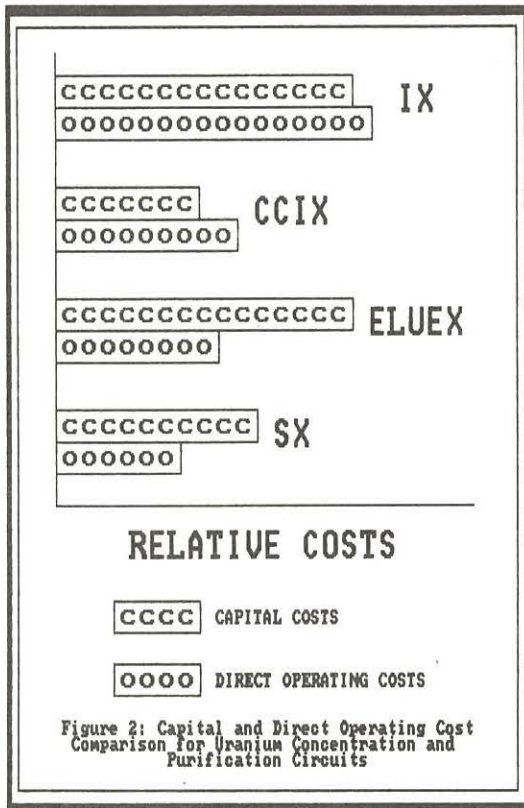 CCCCCCCCCCCCCCC
OOOOOOOOOOOOOOOO
IX
CCCCCCC
OOOOOOOOO
CCIX
CCCCCCCCCCCCCCC
OOOOOOOO
ELUEX
CCCCCCCCCC
OOOOOO
SX
RELATIVE COSTS
CCCC CAPITAL COSTS
OOOO DIRECT OPERATING COSTS
Figure 2: Capital and Direct Operating Cost
Comparison for Uranium Concentration and
Purification Circuits